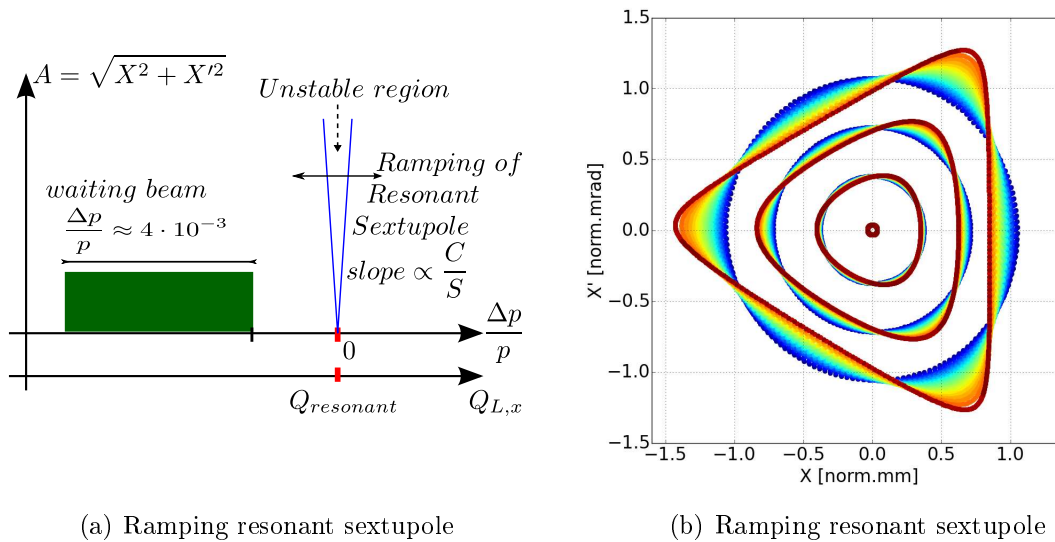 A = √X² + X′²
Unstable region
waiting beam
Δp/p ≈ 4 · 10⁻³
Ramping of
Resonant
Sextupole
slope ∝ C/S
0
Δp/p
Q_resonant
Q_L,x
(a) Ramping resonant sextupole
1.5
1.0
0.5
0.0
−0.5
−1.0
−1.5
X' [norm.mrad]
−1.5 −1.0 −0.5 0.0 0.5 1.0
X [norm.mm]
(b) Ramping resonant sextupole